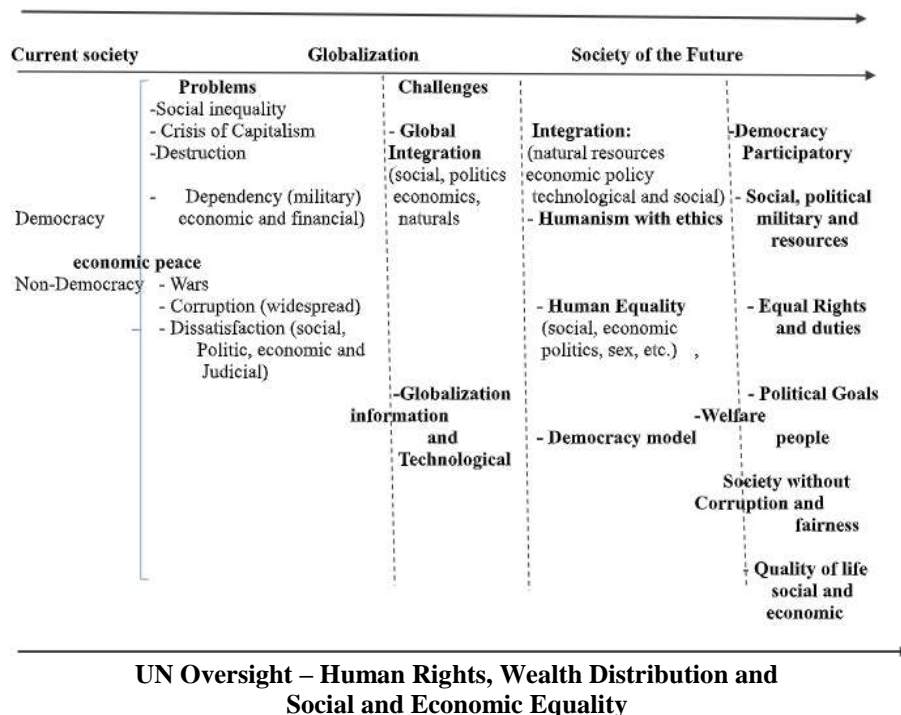 Current society Globalization Society of the Future
Problems
-Social inequality
- Crisis of Capitalism
-Destruction
- Dependency (military)
economic and financial)
Democracy
economic peace
Non-Democracy - Wars
- Corruption (widespread)
- Dissatisfaction (social,
Politic, economic and
Judicial)
Challenges
- Global
Integration
(social, politics
economics,
naturals
-Globalization
information
and
Technological
Integration:
(natural resources
economic policy
technological and social)
- Humanism with ethics
- Human Equality
(social, economic
politics, sex, etc.) ,
- Democracy model
-Democracy
Participatory
- Social, political
military and
resources
- Equal Rights
and duties
- Political Goals
-Welfare
people
Society without
Corruption and
fairness
- Quality of life
social and
economic
UN Oversight – Human Rights, Wealth Distribution and
Social and Economic Equality